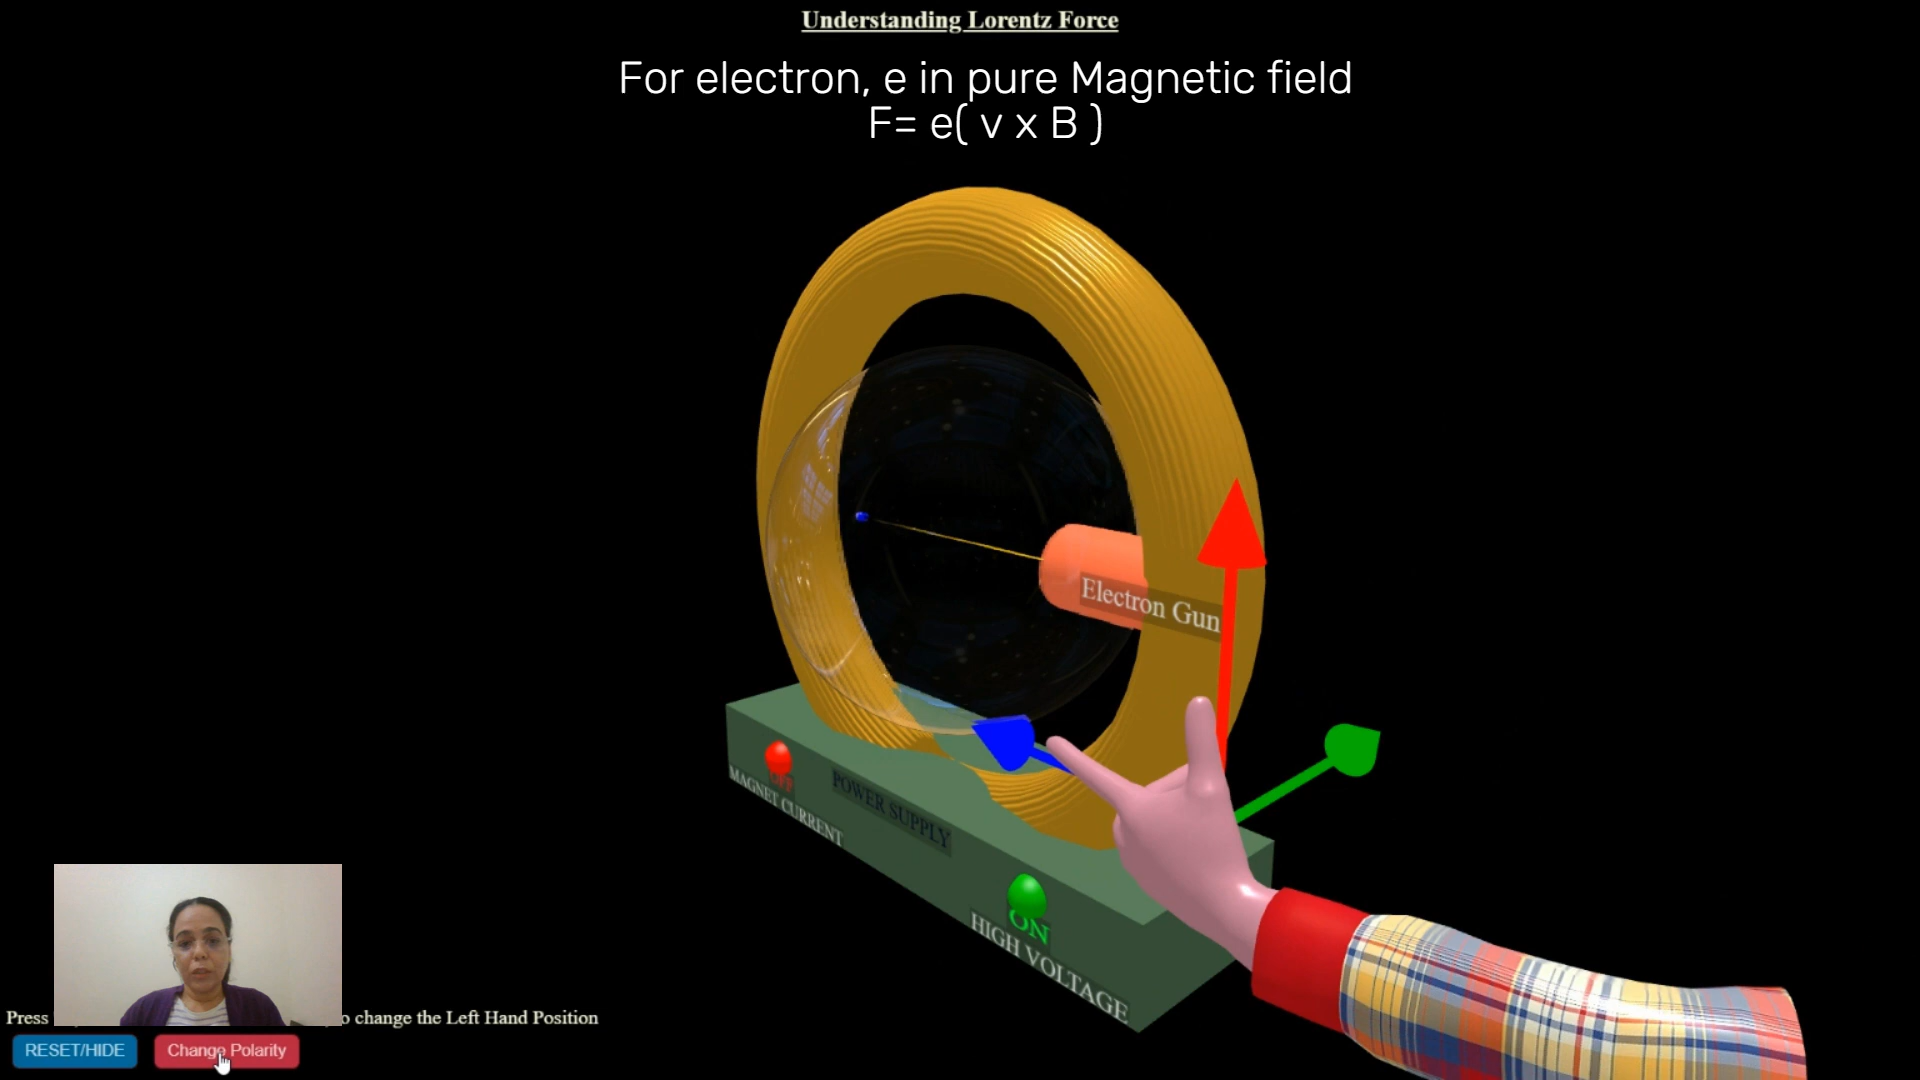 Understanding Lorentz Force
For electron, e in pure Magnetic field
F= e( v x B )
Electron Gun
OFF
MAGNET CURRENT
POWER SUPPLY
ON
HIGH VOLTAGE
Press
to change the Left Hand Position
RESET/HIDE
Change Polarity